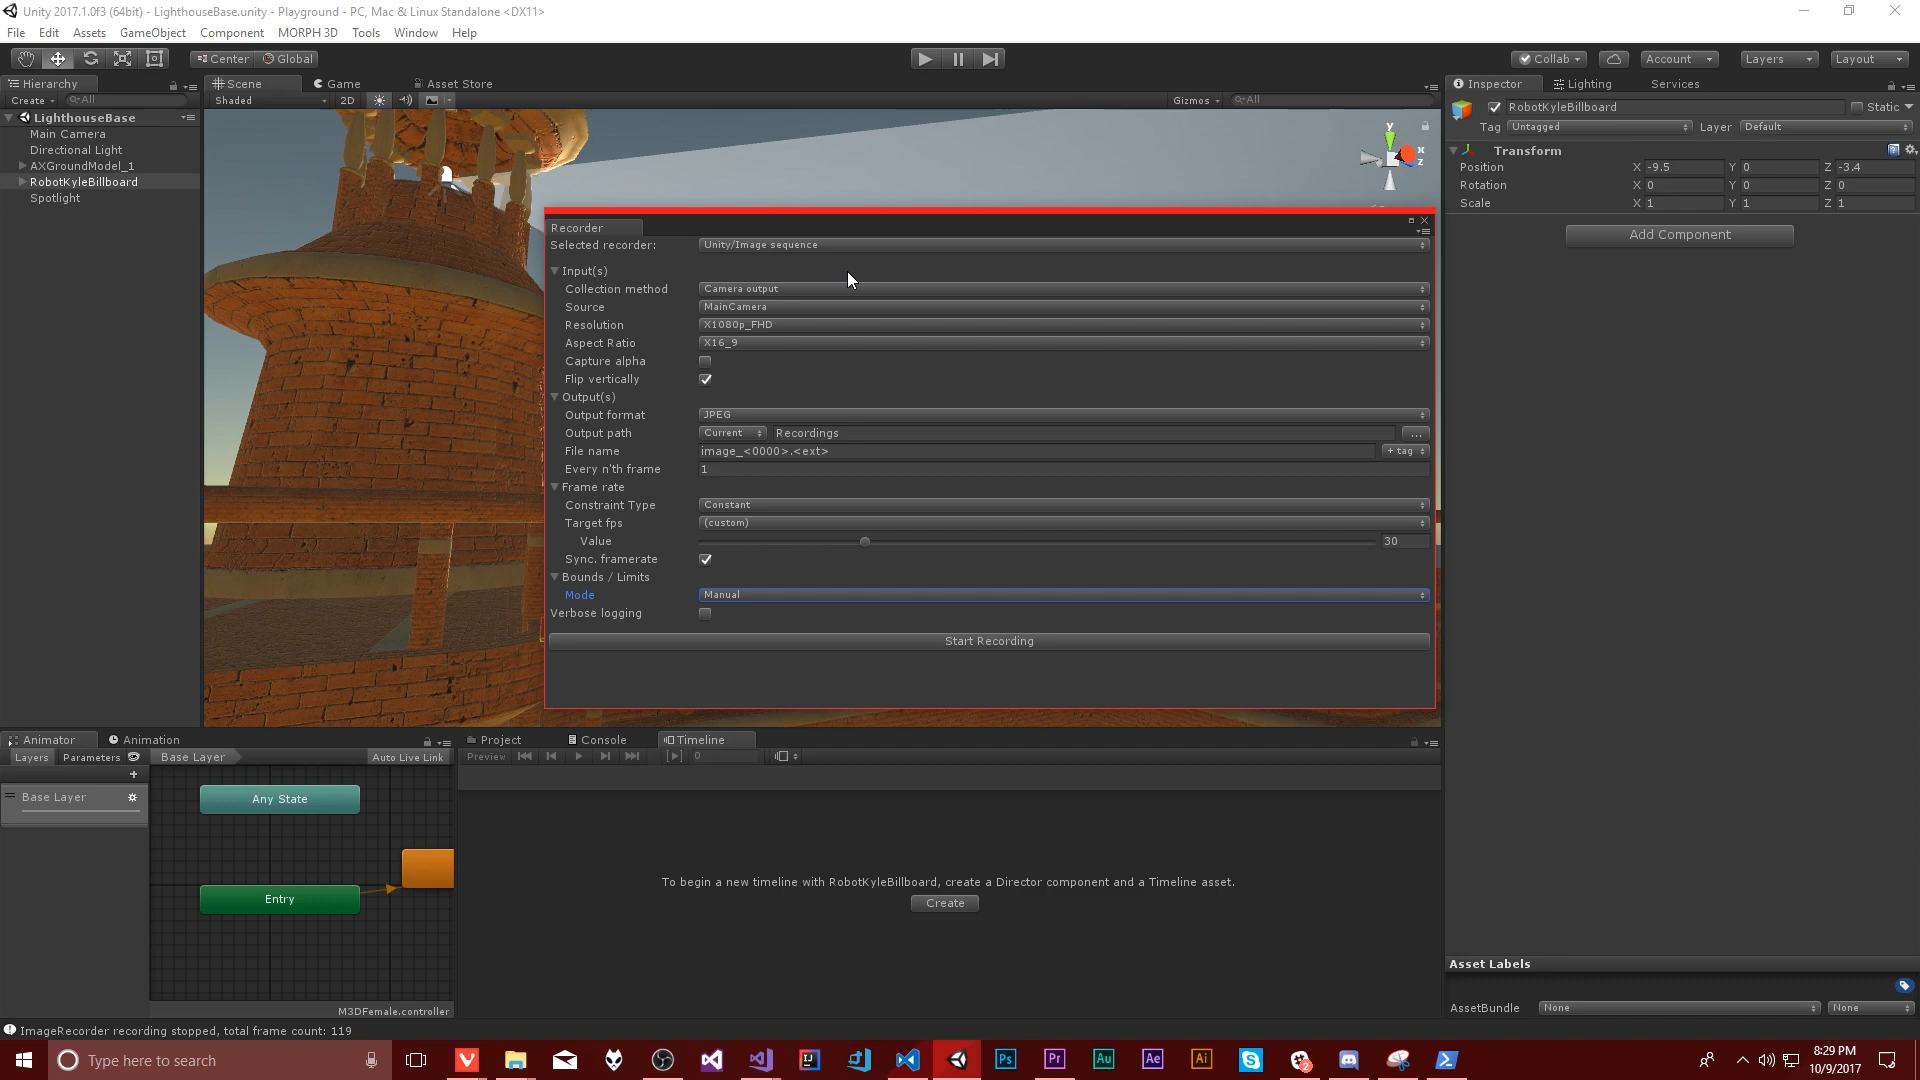 Unity 2017.1.0f3 (64bit) - LighthouseBase.unity - Playground - PC, Mac & Linux Standalone <DX11>
File Edit Assets GameObject Component MORPH 3D Tools Window Help
Center Global Collab Account Layers Layout
Hierarchy Scene Game Asset Store Inspector Lighting Services
Create All Shaded 2D Gizmos All
LighthouseBase
Main Camera
Directional Light
AXGroundModel_1
RobotKyleBillboard
Spotlight
y x z
RobotKyleBillboard Static
Tag Untagged Layer Default
Transform
Position X -9.5 Y 0 Z -3.4
Rotation X 0 Y 0 Z 0
Scale X 1 Y 1 Z 1
Add Component
Recorder
Selected recorder: Unity/Image sequence
Input(s)
Collection method Camera output
Source MainCamera
Resolution X1080p_FHD
Aspect Ratio X16_9
Capture alpha
Flip vertically
Output(s)
Output format JPEG
Output path Current Recordings ...
File name image_<0000>.<ext> + tag
Every n'th frame 1
Frame rate
Constraint Type Constant
Target fps (custom)
Value 30
Sync. framerate
Bounds / Limits
Mode Manual
Verbose logging
Start Recording
Animator Animation Project Console Timeline
Layers Parameters Base Layer Auto Live Link Preview 0
+
Base Layer
Any State
Entry
M3DFemale.controller
To begin a new timeline with RobotKyleBillboard, create a Director component and a Timeline asset.
Create
Asset Labels
AssetBundle None None
ImageRecorder recording stopped, total frame count: 119
Type here to search Ps Pr Au Ae Ai 2
8:29 PM
10/9/2017